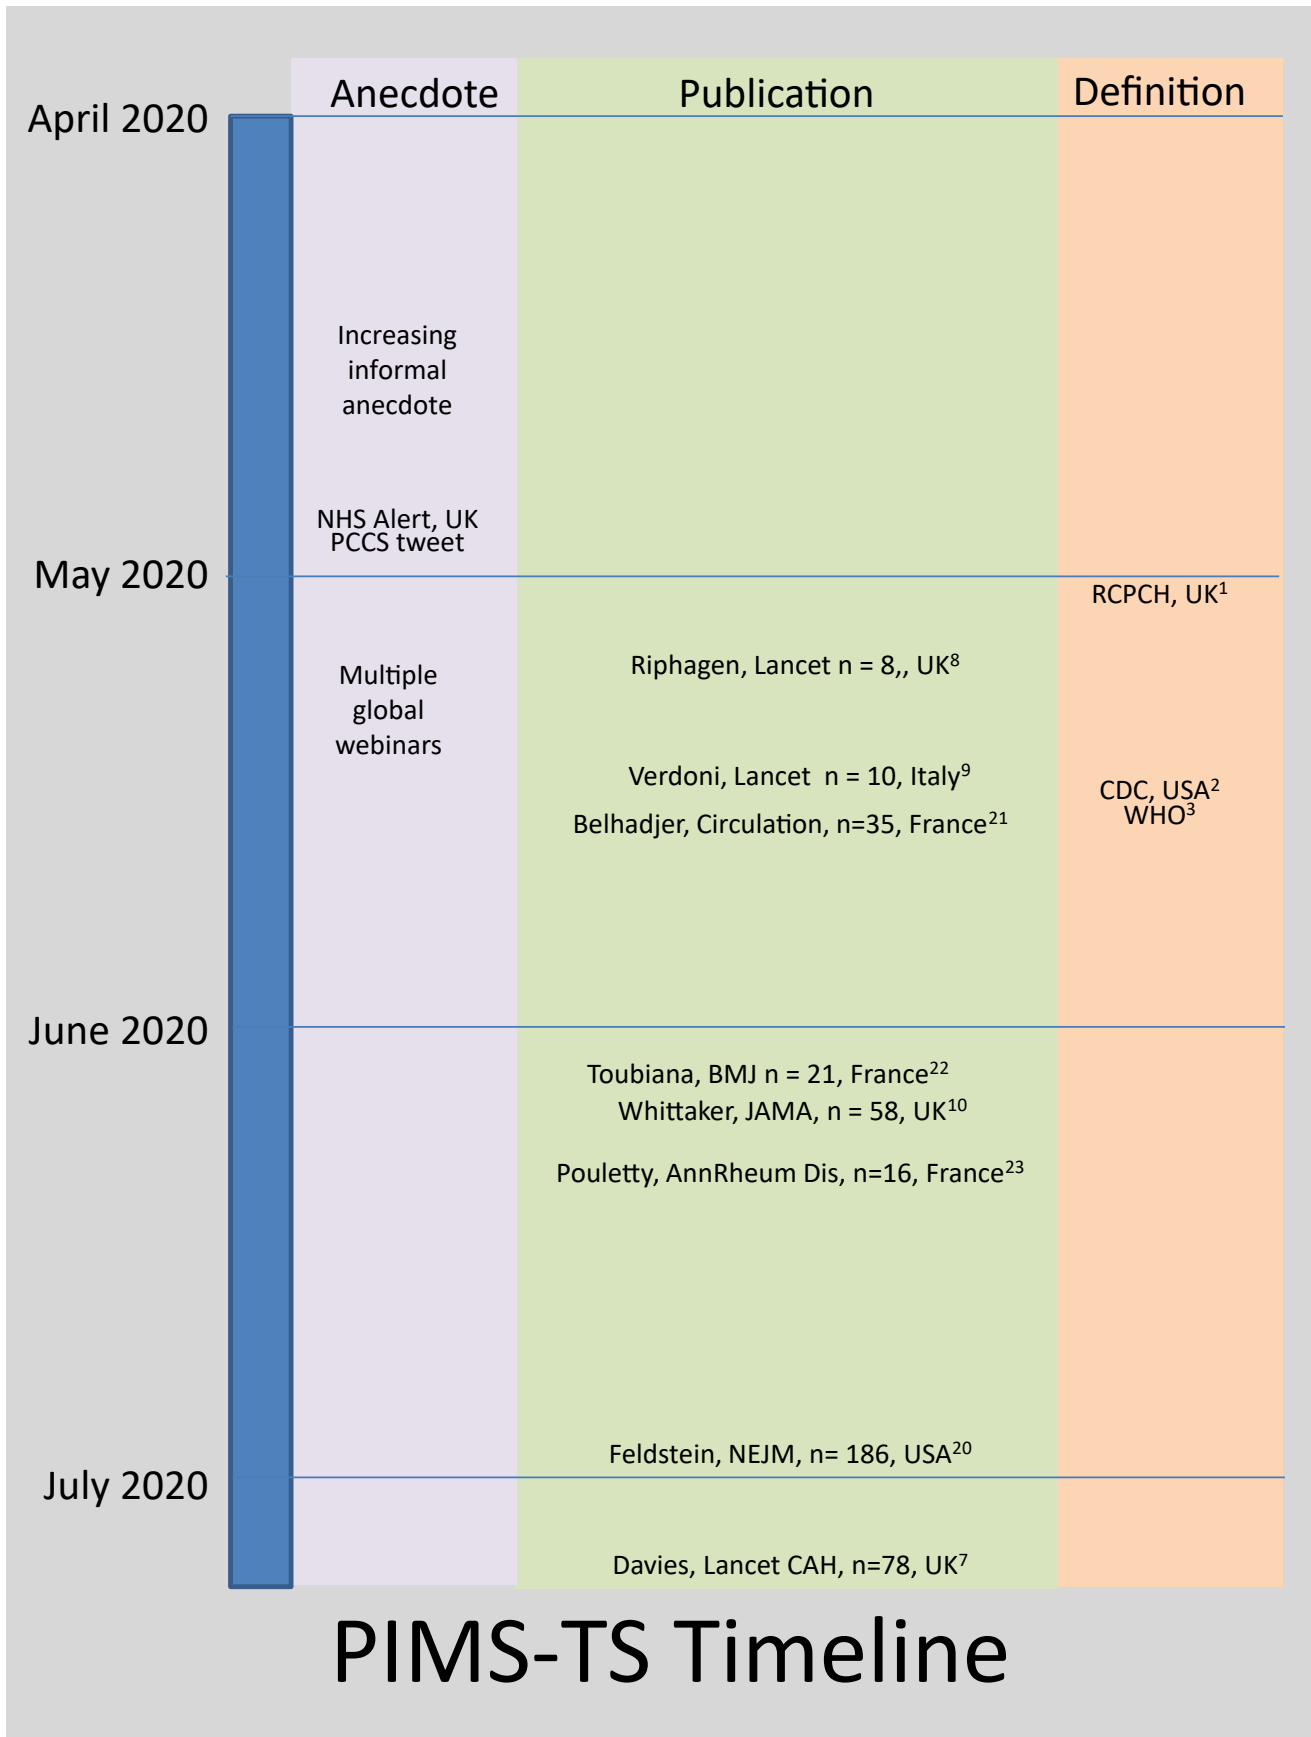 Anecdote
Publication
Definition
April 2020
Increasing
informal
anecdote
NHS Alert, UK
PCCS tweet
May 2020
RCPCH, UK¹
Riphagen, Lancet n = 8,, UK⁸
Multiple
global
webinars
Verdoni, Lancet  n = 10, Italy⁹
CDC, USA²
WHO³
Belhadjer, Circulation, n=35, France²¹
June 2020
Toubiana, BMJ n = 21, France²²
Whittaker, JAMA, n = 58, UK¹⁰
Pouletty, AnnRheum Dis, n=16, France²³
Feldstein, NEJM, n= 186, USA²⁰
July 2020
Davies, Lancet CAH, n=78, UK⁷
PIMS-TS Timeline